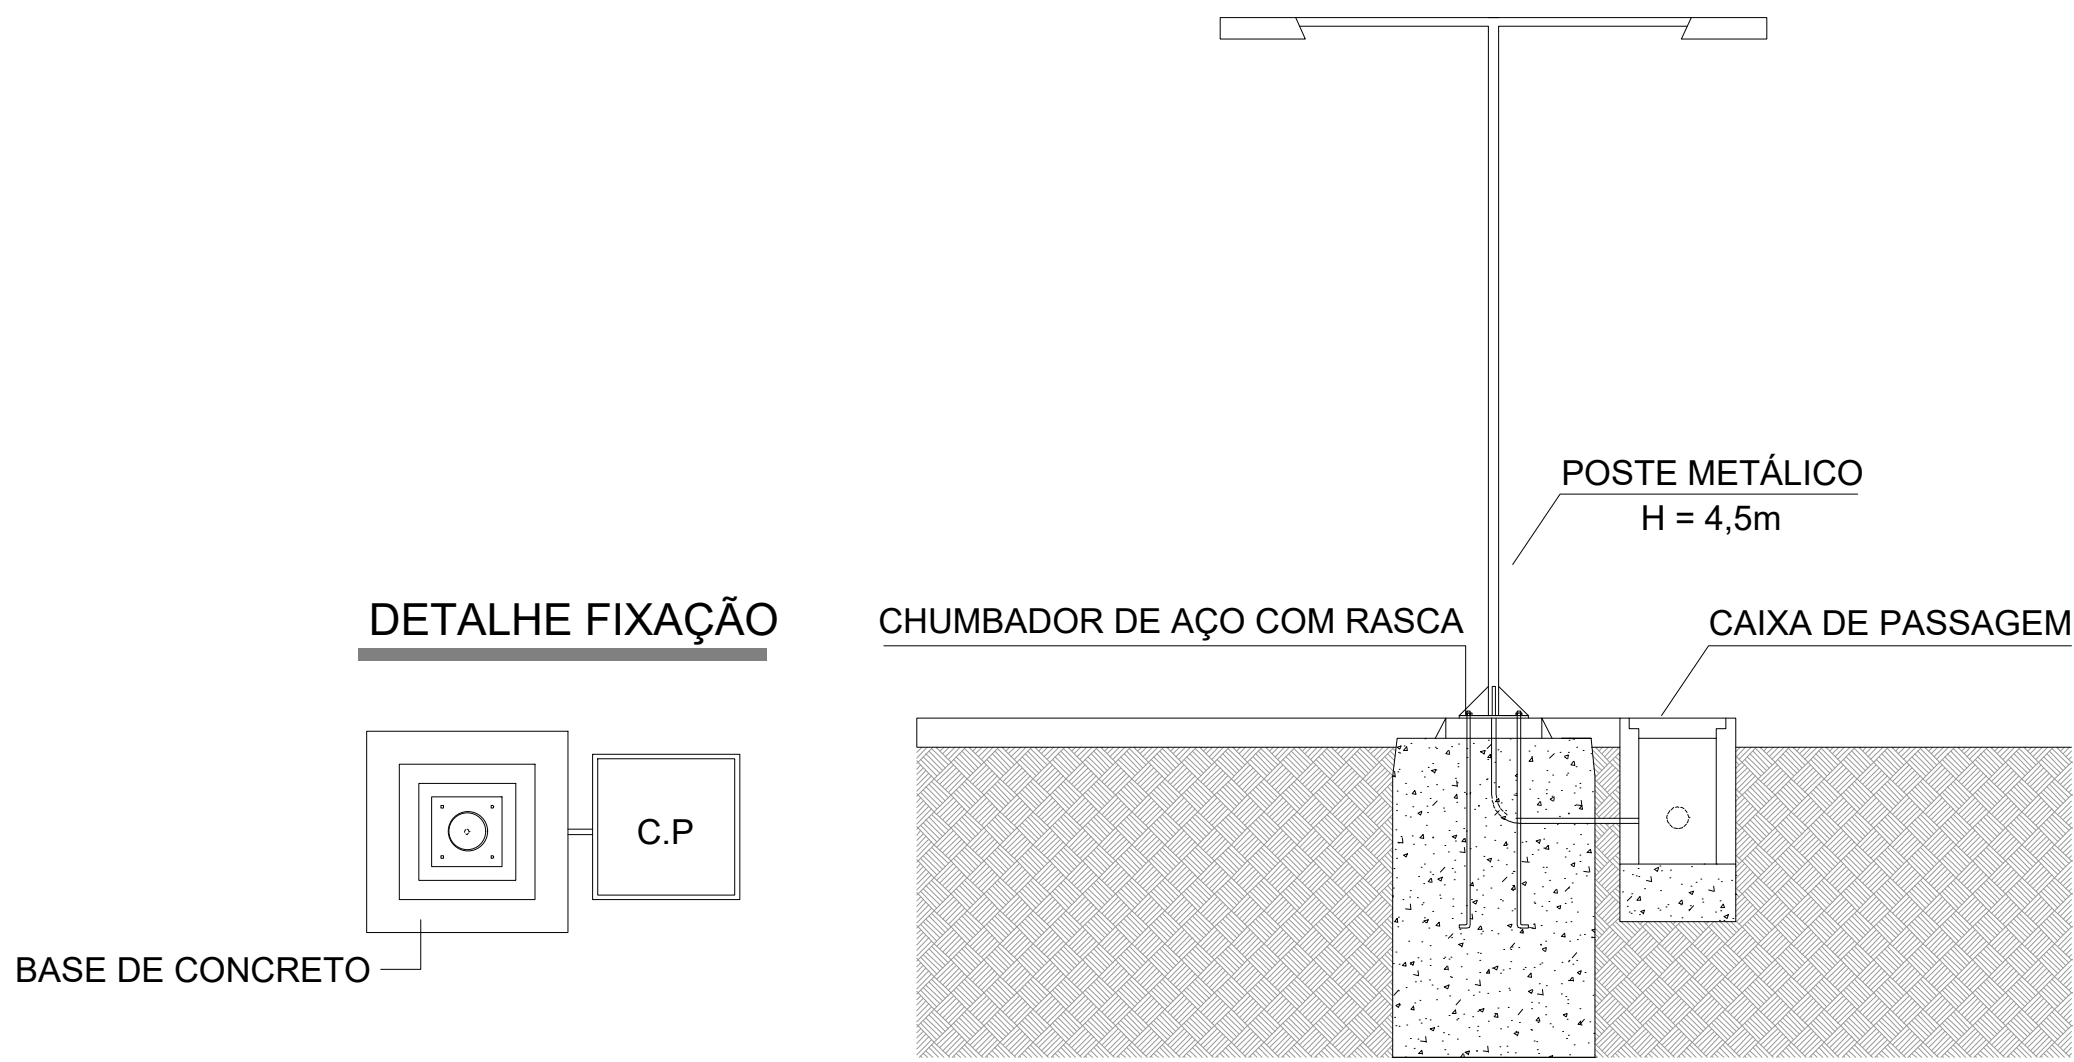 POSTE METÁLICO
H = 4,5m
DETALHE FIXAÇÃO
CHUMBADOR DE AÇO COM RASCA
CAIXA DE PASSAGEM
C.P
BASE DE CONCRETO